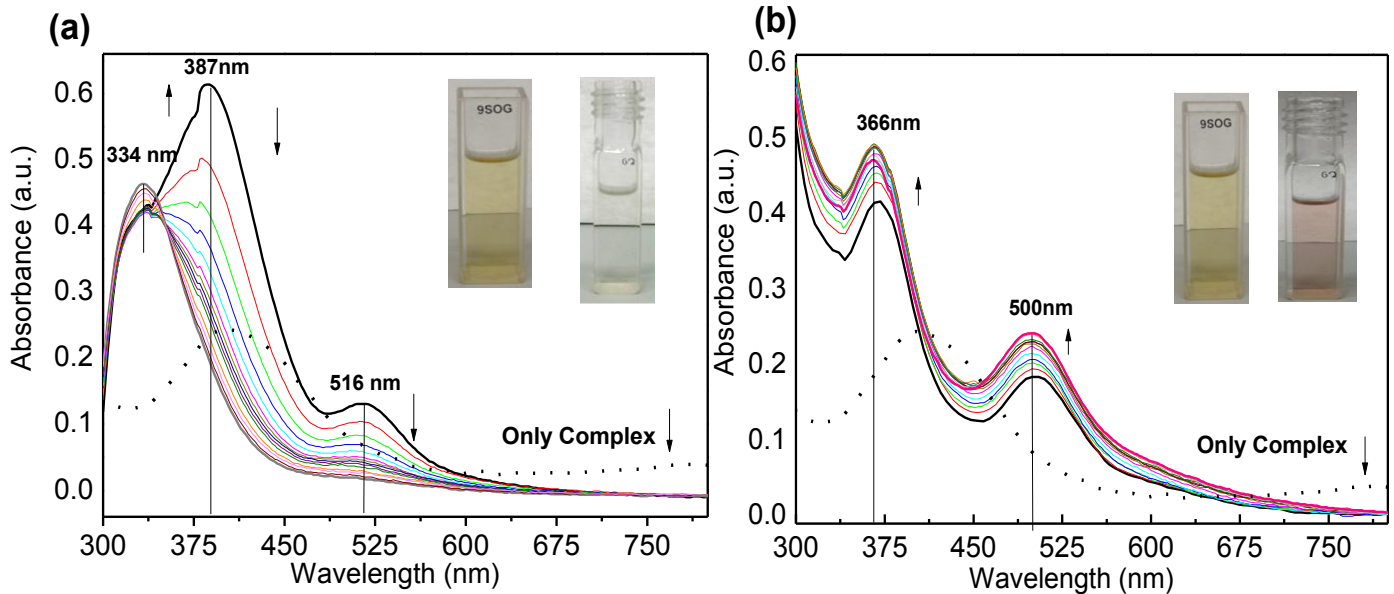 (a)
387nm
334 nm
516 nm
Only Complex
9SOG
0.6
0.5
0.4
0.3
0.2
0.1
0.0
Absorbance (a.u.)
300 375 450 525 600 675 750
Wavelength (nm)
(b)
366nm
500nm
Only Complex
9SOG
0.6
0.5
0.4
0.3
0.2
0.1
0.0
Absorbance (a.u.)
300 375 450 525 600 675 750
Wavelength (nm)